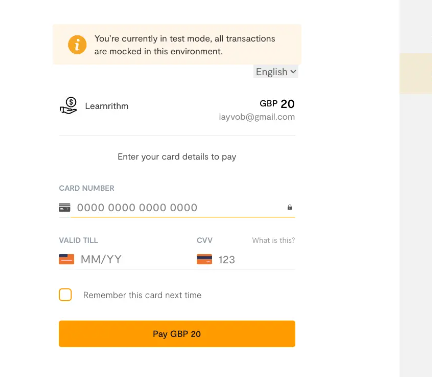 You're currently in test mode, all transactions
are mocked in this environment.
English
Learnrithm
GBP 20
iayvob@gmail.com
Enter your card details to pay
CARD NUMBER
0000 0000 0000 0000
VALID TILL
CVV
What is this?
MM/YY
123
Remember this card next time
Pay GBP 20